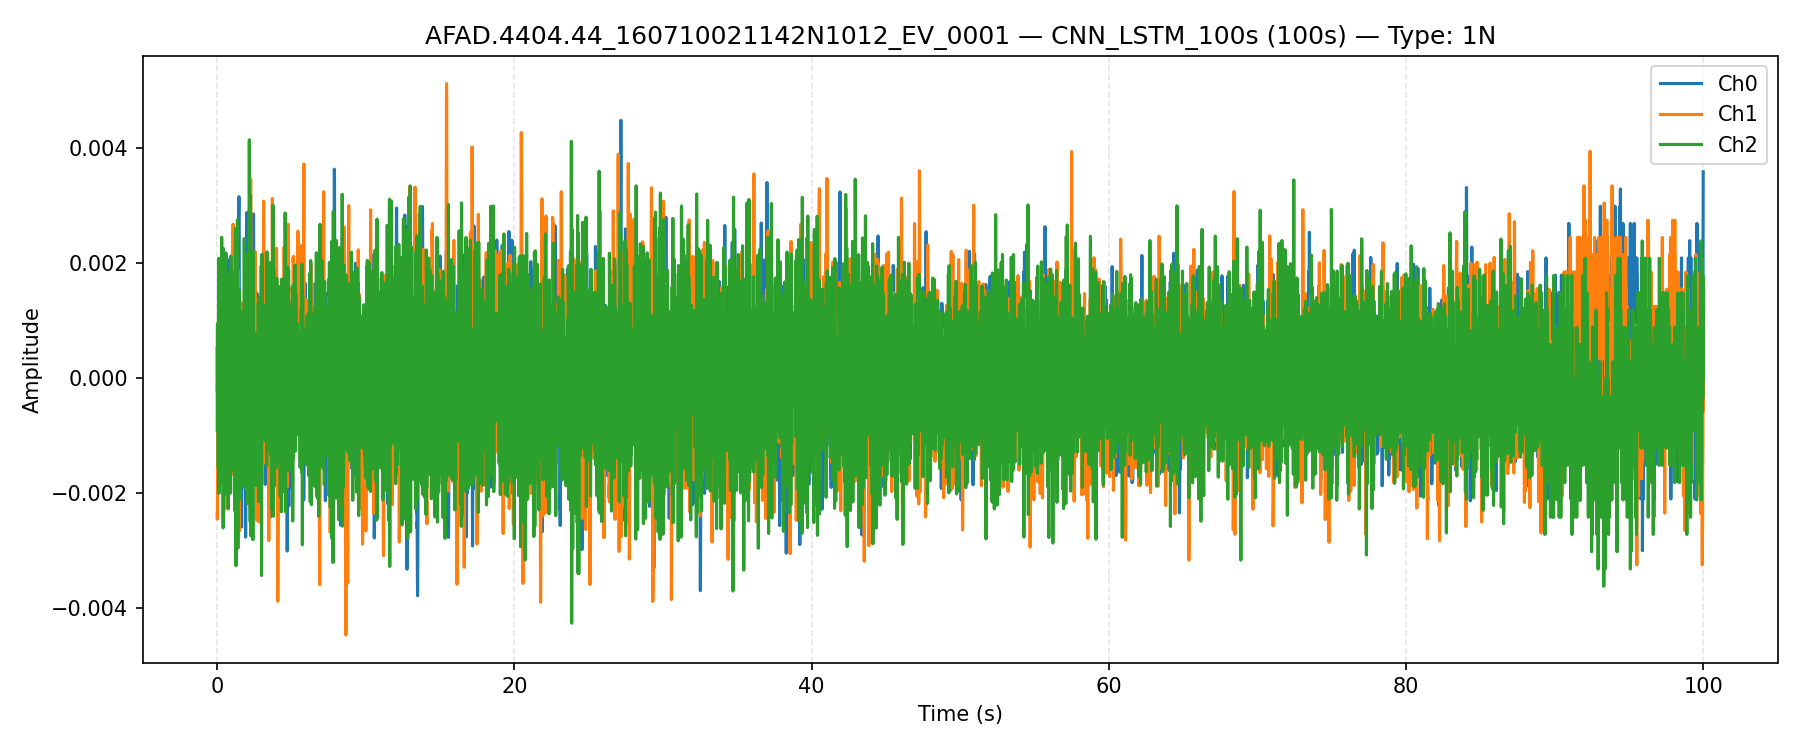 AFAD.4404.44_160710021142N1012_EV_0001 — CNN_LSTM_100s (100s) — Type: 1N
Ch0
Ch1
Ch2
Amplitude
0.004
0.002
0.000
−0.002
−0.004
0
20
40
60
80
100
Time (s)